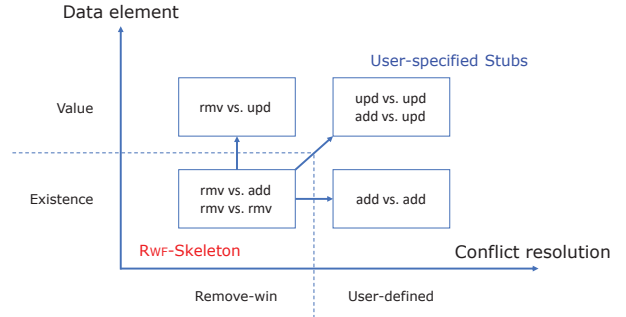 Data element
User-specified Stubs
Value
rmv vs. upd
upd vs. upd
add vs. upd
Existence
rmv vs. add
rmv vs. rmv
add vs. add
RWF-Skeleton
Conflict resolution
Remove-win
User-defined